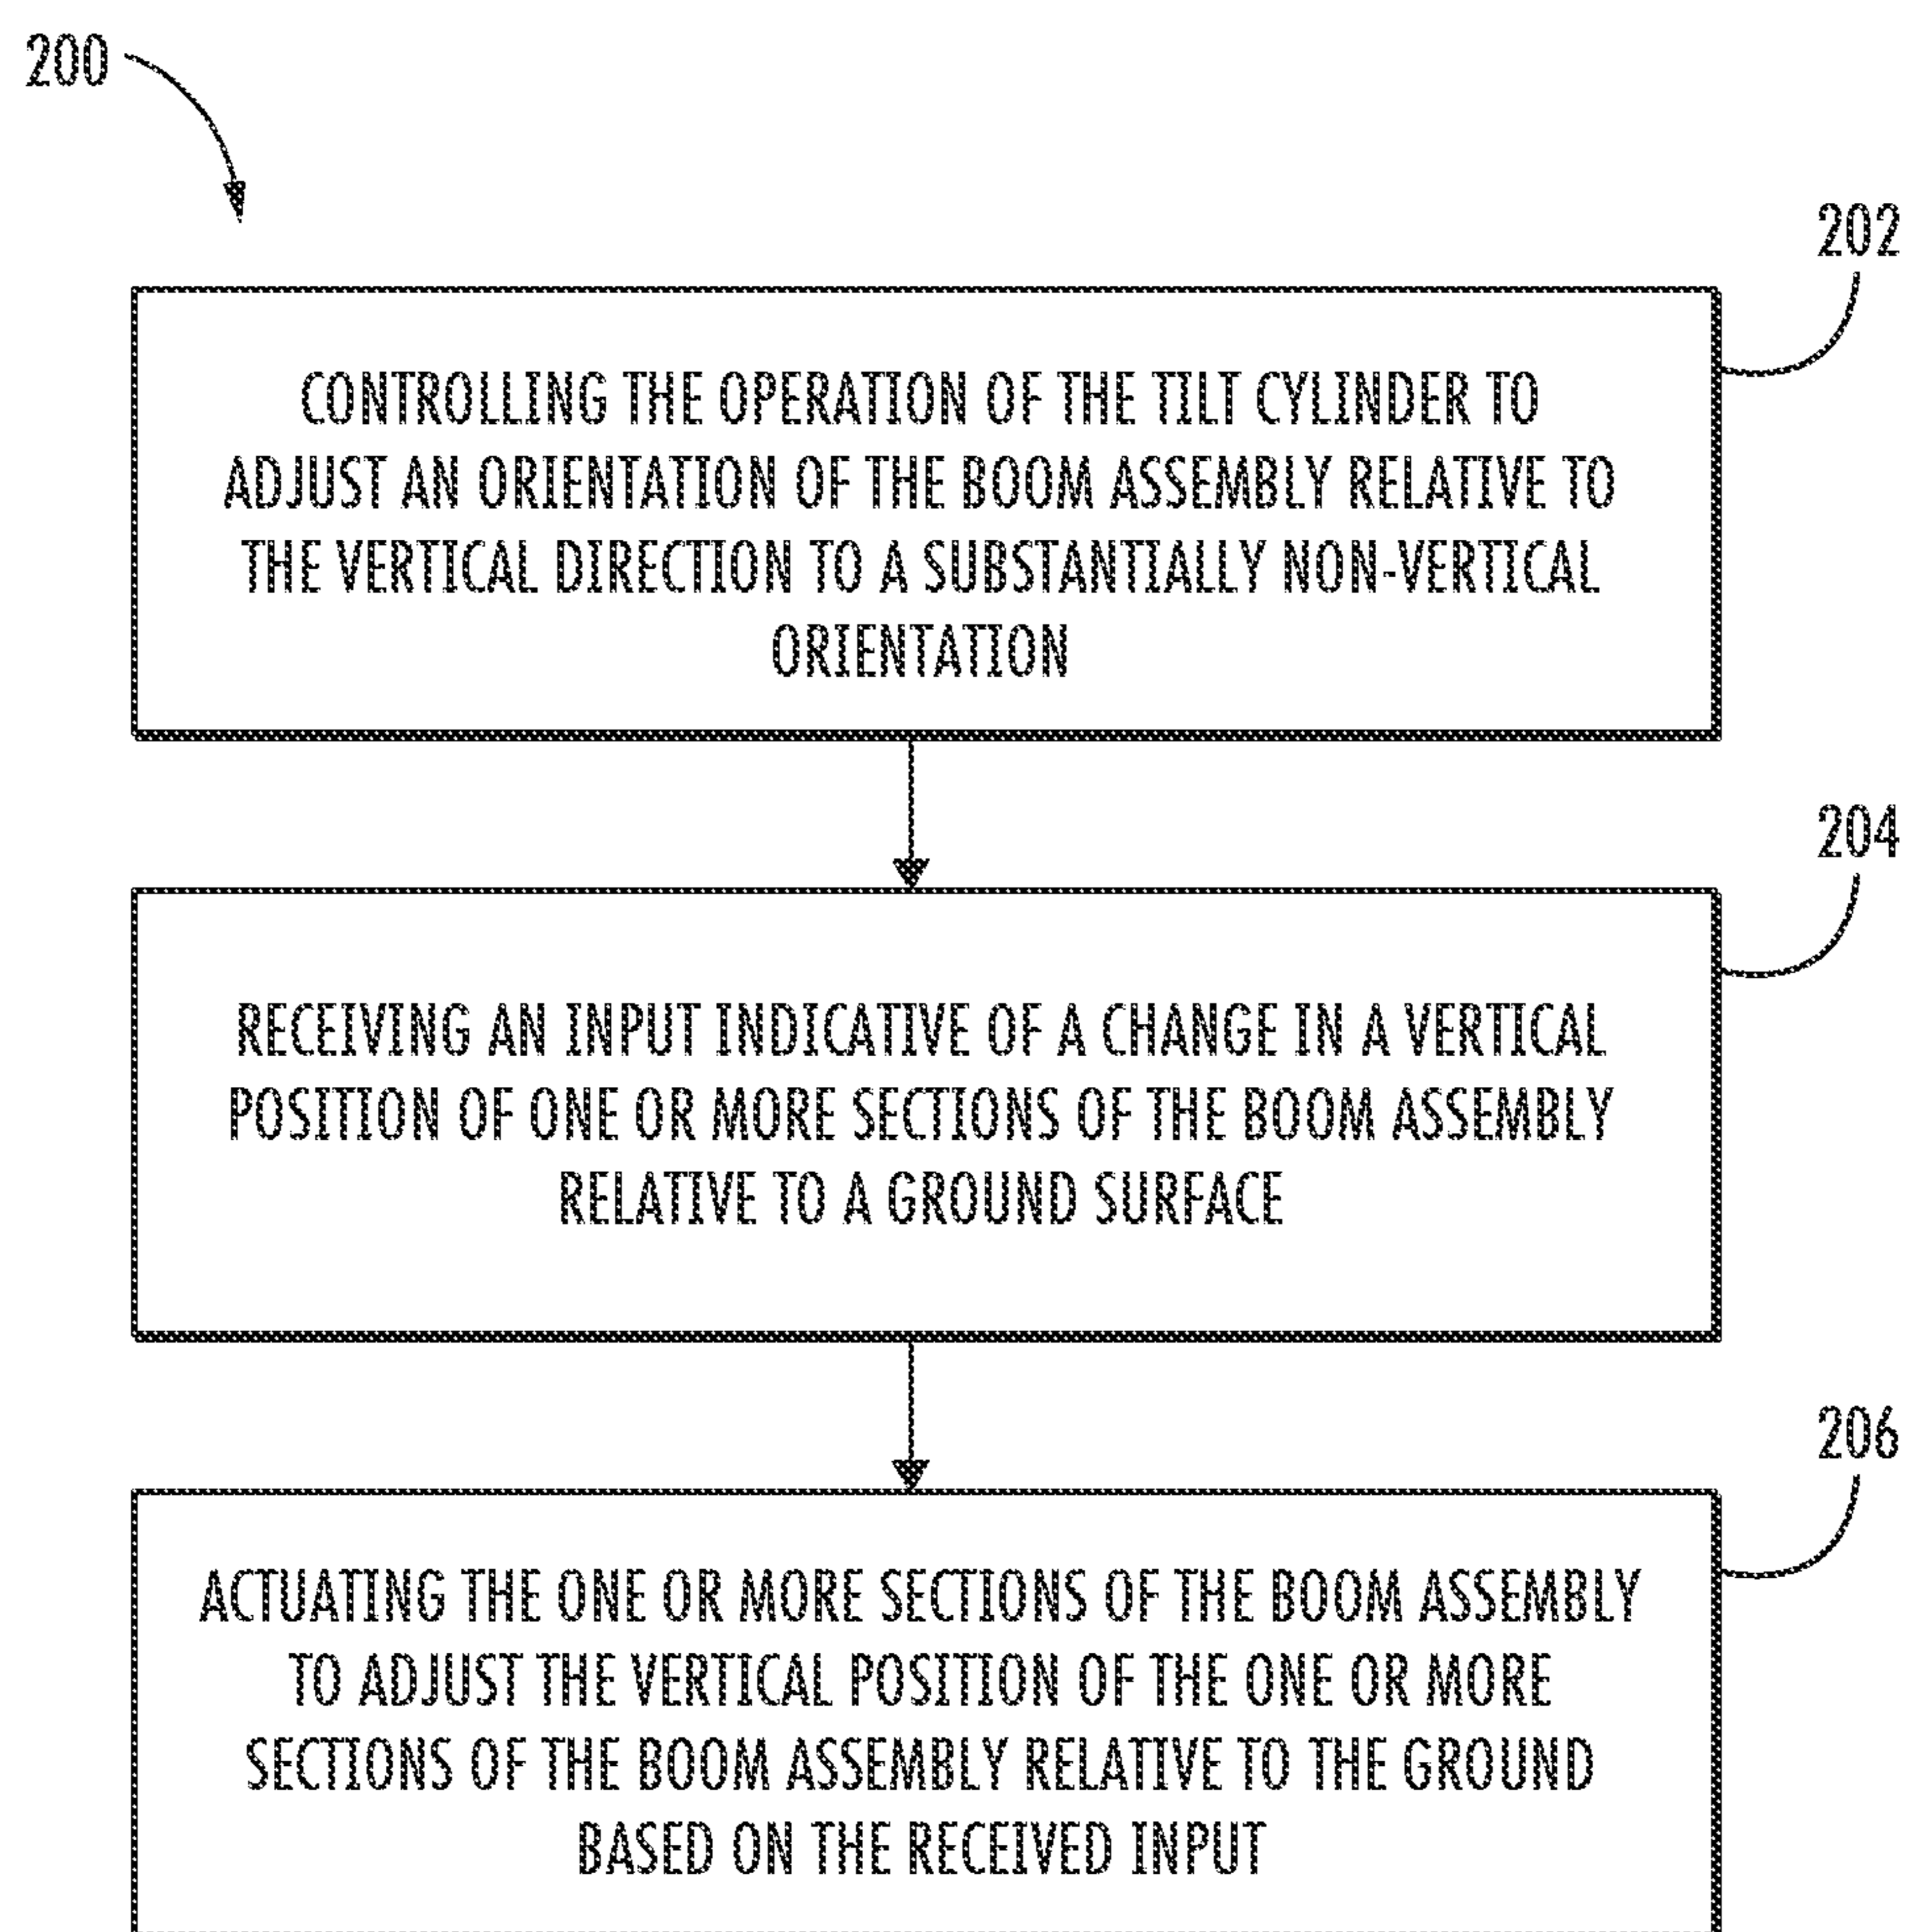 200
202
CONTROLLING THE OPERATION OF THE TILT CYLINDER TO
ADJUST AN ORIENTATION OF THE BOOM ASSEMBLY RELATIVE TO
THE VERTICAL DIRECTION TO A SUBSTANTIALLY NON-VERTICAL
ORIENTATION
204
RECEIVING AN INPUT INDICATIVE OF A CHANGE IN A VERTICAL
POSITION OF ONE OR MORE SECTIONS OF THE BOOM ASSEMBLY
RELATIVE TO A GROUND SURFACE
206
ACTUATING THE ONE OR MORE SECTIONS OF THE BOOM ASSEMBLY
TO ADJUST THE VERTICAL POSITION OF THE ONE OR MORE
SECTIONS OF THE BOOM ASSEMBLY RELATIVE TO THE GROUND
BASED ON THE RECEIVED INPUT